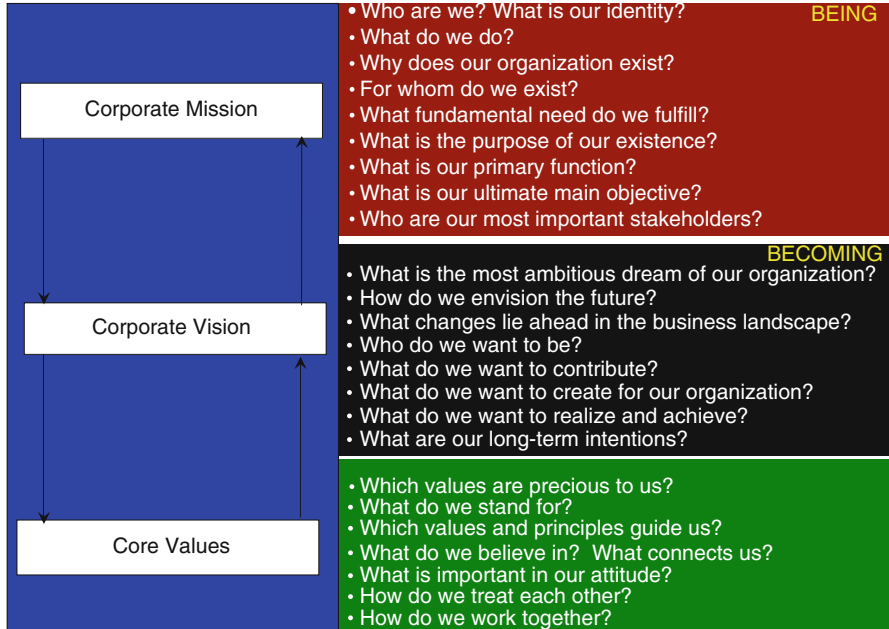 Corporate Mission
• Who are we? What is our identity?
BEING
• What do we do?
• Why does our organization exist?
• For whom do we exist?
• What fundamental need do we fulfill?
• What is the purpose of our existence?
• What is our primary function?
• What is our ultimate main objective?
• Who are our most important stakeholders?
Corporate Vision
BECOMING
• What is the most ambitious dream of our organization?
• How do we envision the future?
• What changes lie ahead in the business landscape?
• Who do we want to be?
• What do we want to contribute?
• What do we want to create for our organization?
• What do we want to realize and achieve?
• What are our long-term intentions?
Core Values
• Which values are precious to us?
• What do we stand for?
• Which values and principles guide us?
• What do we believe in? What connects us?
• What is important in our attitude?
• How do we treat each other?
• How do we work together?